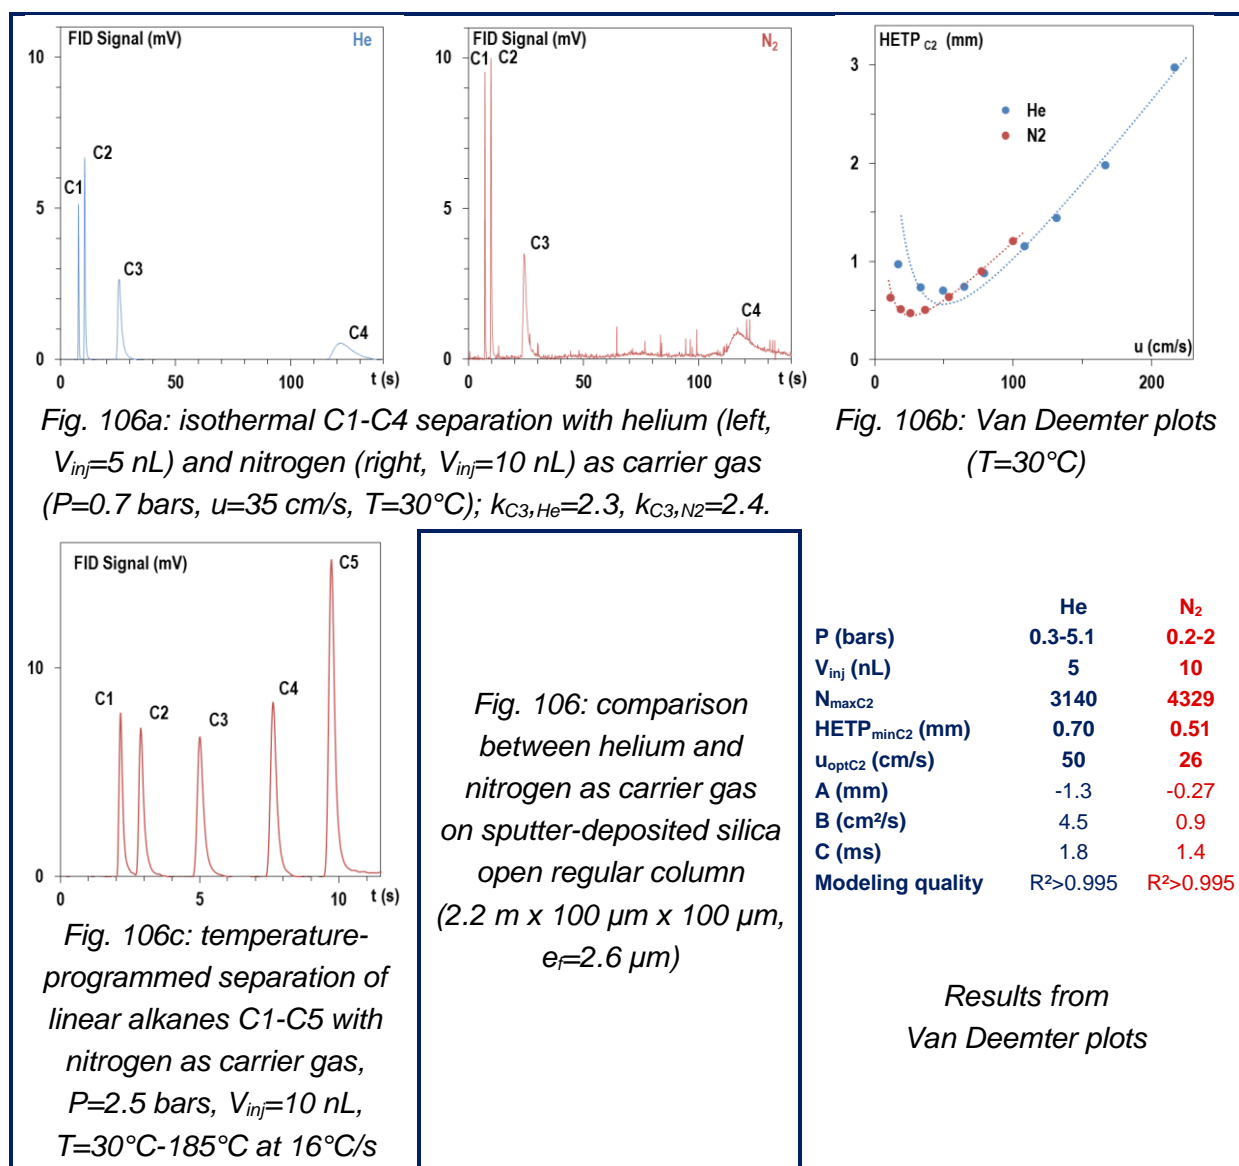 FID Signal (mV)
He
10
5
0
C1
C2
C3
C4
0
50
100
t (s)
FID Signal (mV)
N2
10
5
0
C1
C2
C3
C4
0
50
100
t (s)
Fig. 106a: isothermal C1-C4 separation with helium (left,
Vinj=5 nL) and nitrogen (right, Vinj=10 nL) as carrier gas
(P=0.7 bars, u=35 cm/s, T=30°C); kC3,He=2.3, kC3,N2=2.4.
HETP C2 (mm)
3
2
1
0
He
N2
u (cm/s)
0
100
200
Fig. 106b: Van Deemter plots
(T=30°C)
FID Signal (mV)
10
0
C1
C2
C3
C4
C5
0
5
10
t (s)
Fig. 106c: temperature-
programmed separation of
linear alkanes C1-C5 with
nitrogen as carrier gas,
P=2.5 bars, Vinj=10 nL,
T=30°C-185°C at 16°C/s
Fig. 106: comparison
between helium and
nitrogen as carrier gas
on sputter-deposited silica
open regular column
(2.2 m x 100 µm x 100 µm,
ef=2.6 µm)
He N2
P (bars) 0.3-5.1 0.2-2
Vinj (nL) 5 10
NmaxC2 3140 4329
HETPminC2 (mm) 0.70 0.51
uoptC2 (cm/s) 50 26
A (mm) -1.3 -0.27
B (cm²/s) 4.5 0.9
C (ms) 1.8 1.4
Modeling quality R²>0.995 R²>0.995
Results from
Van Deemter plots